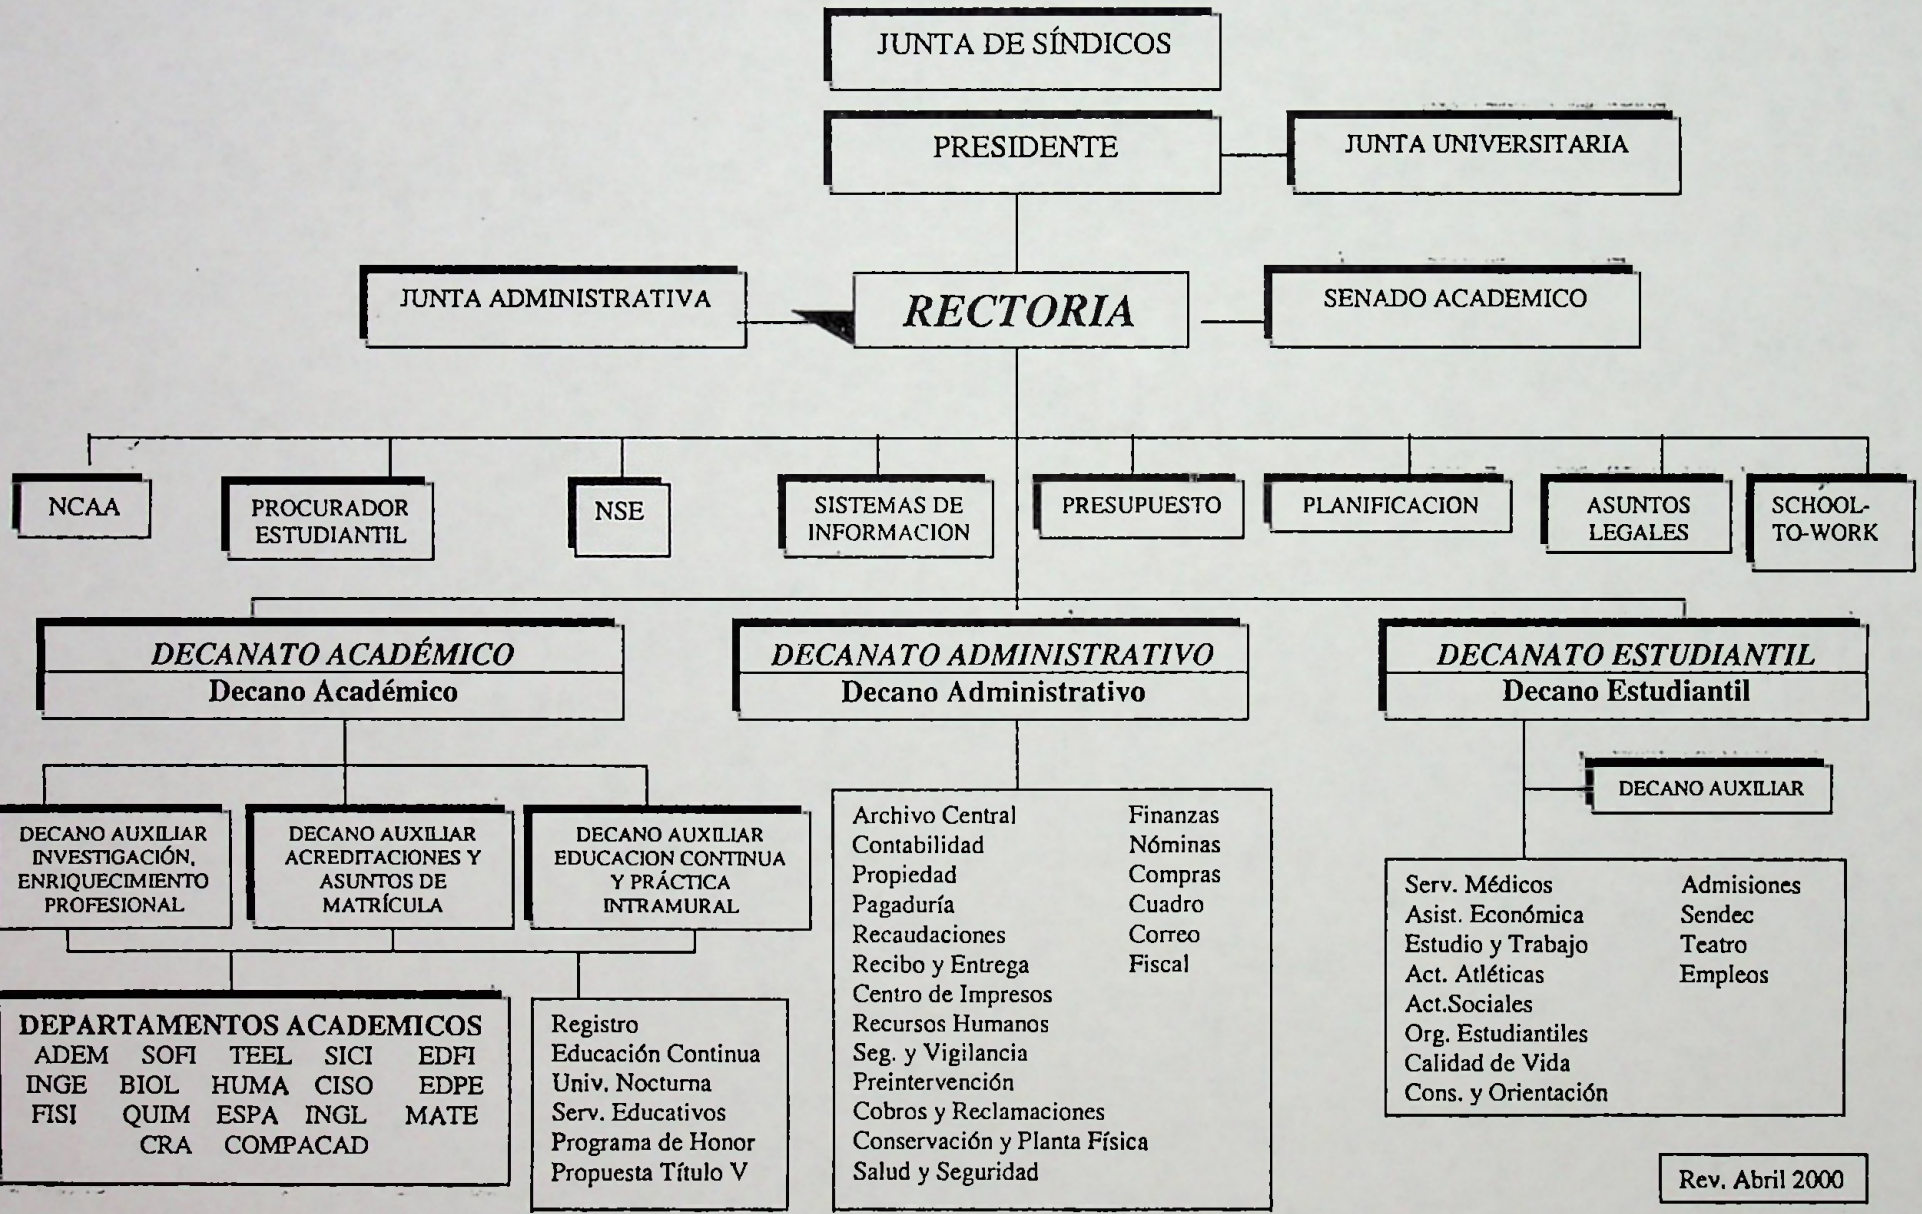 JUNTA DE SÍNDICOS
PRESIDENTE
JUNTA UNIVERSITARIA
JUNTA ADMINISTRATIVA
RECTORIA
SENADO ACADEMICO
NCAA
PROCURADOR
ESTUDIANTIL
NSE
SISTEMAS DE
INFORMACION
PRESUPUESTO
PLANIFICACION
ASUNTOS
LEGALES
SCHOOL-
TO-WORK
DECANATO ACADÉMICO
Decano Académico
DECANATO ADMINISTRATIVO
Decano Administrativo
DECANATO ESTUDIANTIL
Decano Estudiantil
DECANO AUXILIAR
DECANO AUXILIAR
INVESTIGACIÓN,
ENRIQUECIMIENTO
PROFESIONAL
DECANO AUXILIAR
ACREDITACIONES Y
ASUNTOS DE
MATRÍCULA
DECANO AUXILIAR
EDUCACION CONTINUA
Y PRÁCTICA
INTRAMURAL
DEPARTAMENTOS ACADEMICOS
ADEM SOFI TEEL SICI EDFI
INGE BIOL HUMA CISO EDPE
FISI QUIM ESPA INGL MATE
CRA COMPACAD
Registro
Educación Continua
Univ. Nocturna
Serv. Educativos
Programa de Honor
Propuesta Título V
Archivo Central
Contabilidad
Propiedad
Pagaduría
Recaudaciones
Recibo y Entrega
Centro de Impresos
Recursos Humanos
Seg. y Vigilancia
Preintervención
Cobros y Reclamaciones
Conservación y Planta Física
Salud y Seguridad
Finanzas
Nóminas
Compras
Cuadro
Correo
Fiscal
Serv. Médicos
Asist. Económica
Estudio y Trabajo
Act. Atléticas
Act.Sociales
Org. Estudiantiles
Calidad de Vida
Cons. y Orientación
Admisiones
Sendec
Teatro
Empleos
Rev. Abril 2000